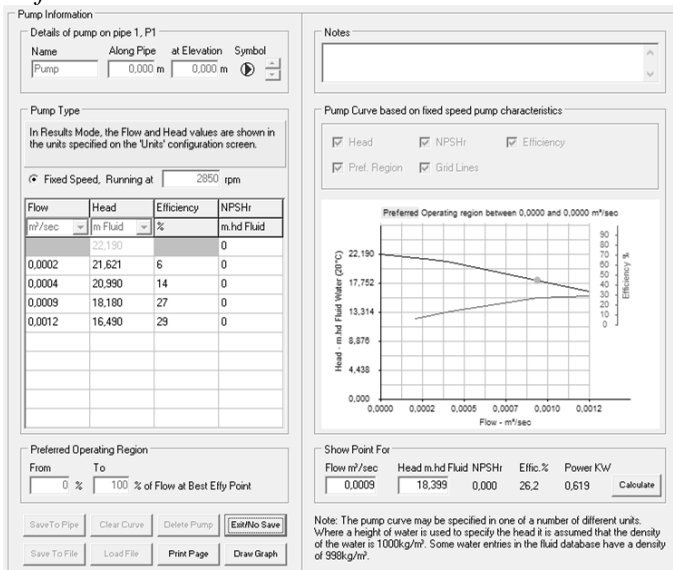 Pump Information
Details of pump on pipe 1, P1
Name Along Pipe at Elevation Symbol
Pump 0,000 m 0,000 m
Notes
Pump Type
In Results Mode, the Flow and Head values are shown in
the units specified on the 'Units' configuration screen.
Fixed Speed, Running at 2850 rpm
Flow Head Efficiency NPSHr
m³/sec m Fluid % m.hd Fluid
22,190 0
0,0002 21,621 6 0
0,0004 20,990 14 0
0,0009 18,180 27 0
0,0012 16,490 29 0
Pump Curve based on fixed speed pump characteristics
Head NPSHr Efficiency
Pref. Region Grid Lines
Preferred Operating region between 0,0000 and 0,0000 m³/sec
Head - m.hd Fluid Water (20°C)
22,190
17,752
13,314
8,876
4,438
0,000
0,0000 0,0002 0,0005 0,0007 0,0010 0,0012
Flow - m³/sec
90
80
70
60
50
40
30
20
10
0
Efficiency %
Preferred Operating Region
From To
0 % 100 % of Flow at Best Effy Point
Show Point For
Flow m³/sec Head m.hd Fluid NPSHr Effic.% Power KW
0,0009 18,399 0,000 26,2 0,619 Calculate
Save To Pipe Clear Curve Delete Pump Exit/No Save
Save To File Load File Print Page Draw Graph
Note: The pump curve may be specified in one of a number of different units.
Where a height of water is used to specify the head it is assumed that the density
of the water is 1000kg/m³. Some water entries in the fluid database have a density
of 998kg/m³.